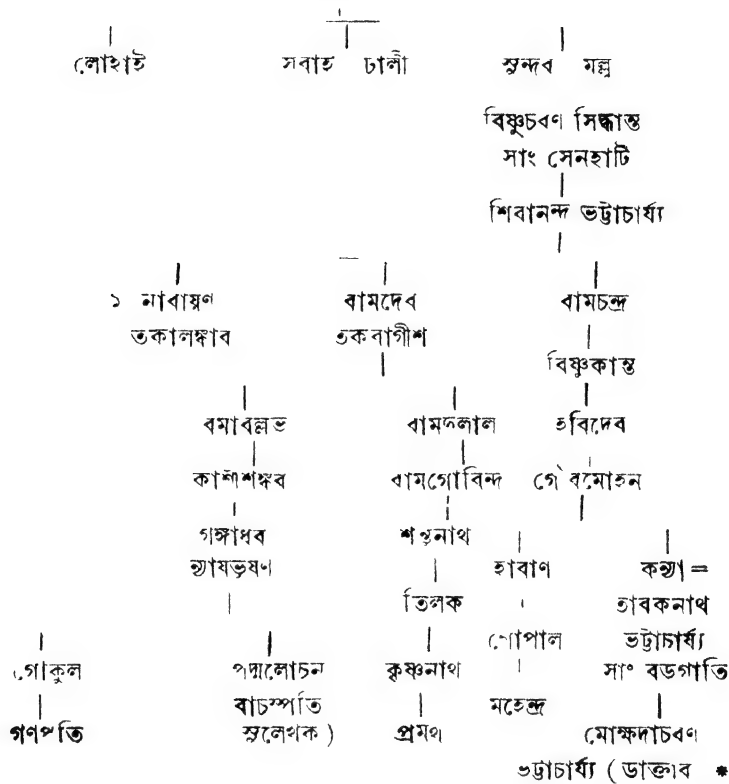 লোহাই সবাহ ঢালী সুন্দব মল্ল
বিষ্ণুচবণ সিদ্ধান্ত
সাং সেনহাটি
শিবানন্দ ভট্টাচার্য্য
১ নাবায়ণ বামদেব বামচন্দ্র
তকালঙ্কাব তকবাগীশ
বিষ্ণুকান্ত
বমাবল্লভ বামদলাল হবিদেব
কাশীশঙ্কব বামগোবিন্দ গৌবমোহন
গঙ্গাধব শম্ভুনাথ
ন্যাযভূষণ হাবাণ কন্যা =
তিলক তাবকনাথ
গোপাল ভট্টাচার্য্য
গোকুল পদ্মলোচন কৃষ্ণনাথ সাং বডগাতি
বাচস্পতি মহেন্দ্র
গণপতি সুলেখক ) প্রমথ মোক্ষদাচবণ
ভট্টাচার্য্য ( ডাক্তাব *